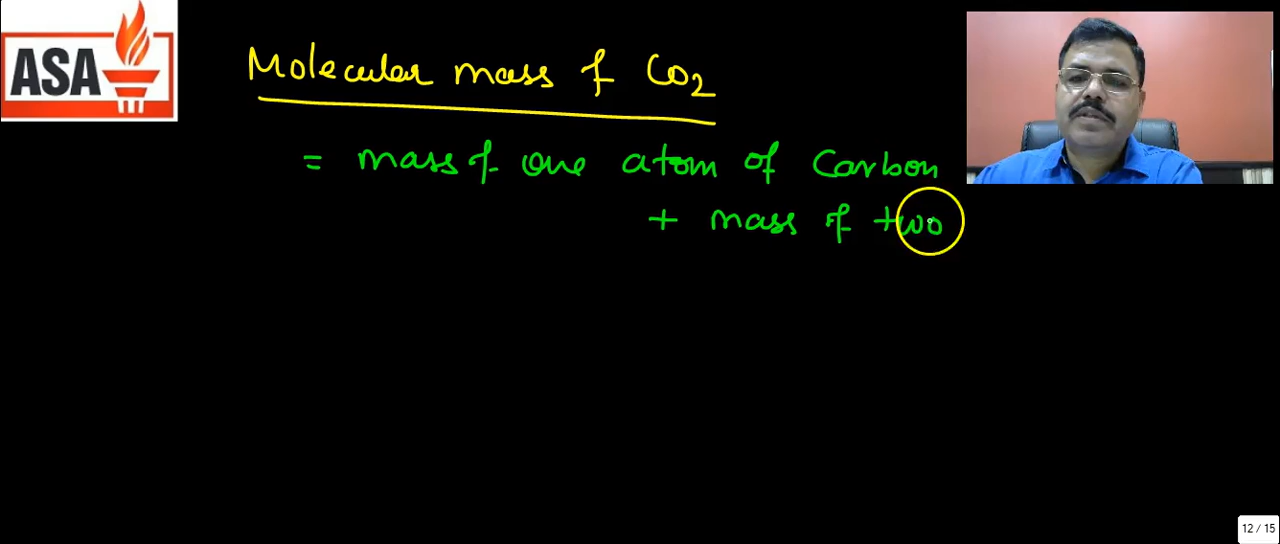 ASA
Molecular mass of CO2
= mass of one atom of Carbon
+ mass of two
12 / 15